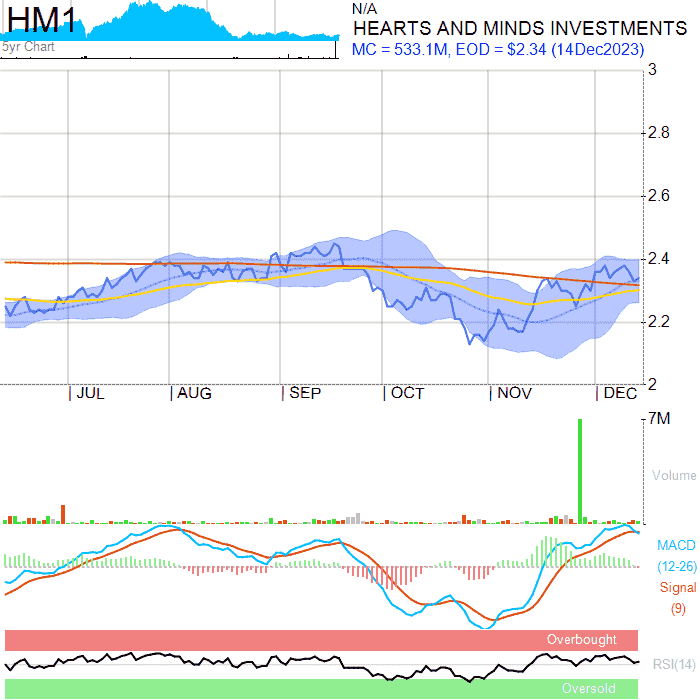 HM1
5yr Chart
N/A
HEARTS AND MINDS INVESTMENTS
MC = 533.1M, EOD = $2.34 (14Dec2023)
3
2.8
2.6
2.4
2.2
2
JUL AUG SEP OCT NOV DEC
7M
Volume
MACD
(12-26)
Signal
(9)
Overbought
RSI(14)
Oversold